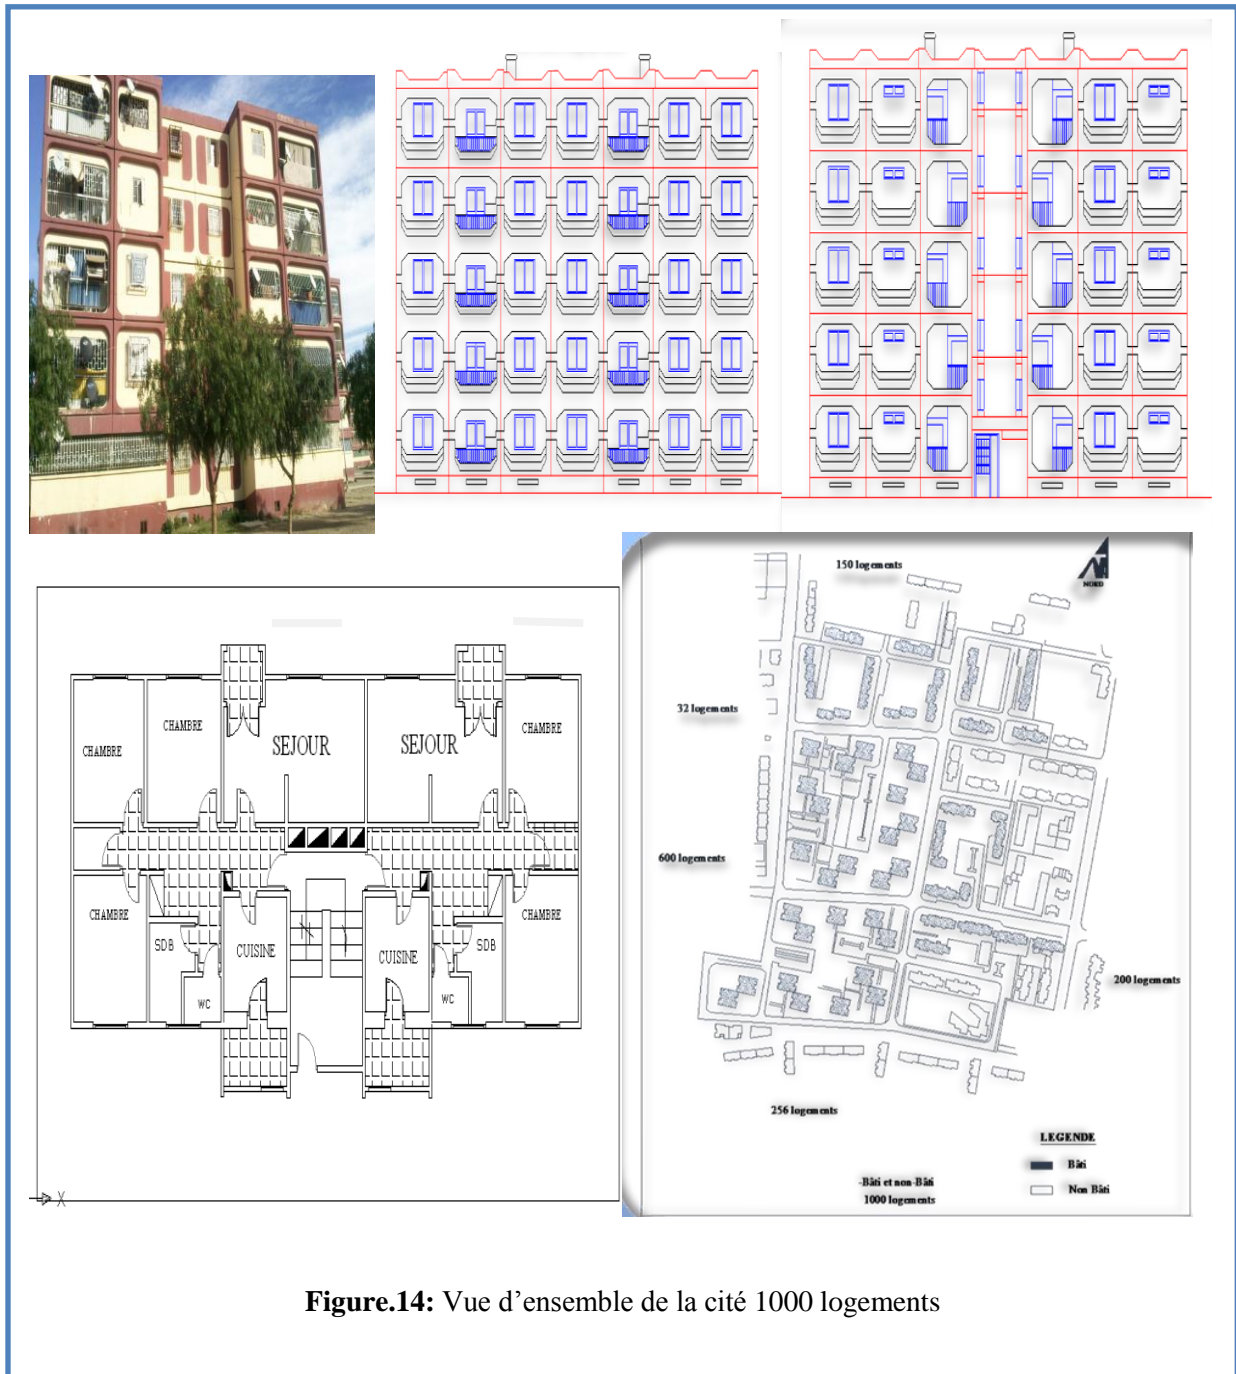 CHAMBRE
CHAMBRE
SEJOUR
SEJOUR
CHAMBRE
CHAMBRE
SDB
CUISINE
CUISINE
SDB
CHAMBRE
WC
WC
X
150 logements
N
NORD
32 logements
600 logements
200 logements
256 logements
LEGENDE
Bâti
Non Bâti
-Bâti et non-Bâti
1000 logements
Figure.14: Vue d’ensemble de la cité 1000 logements